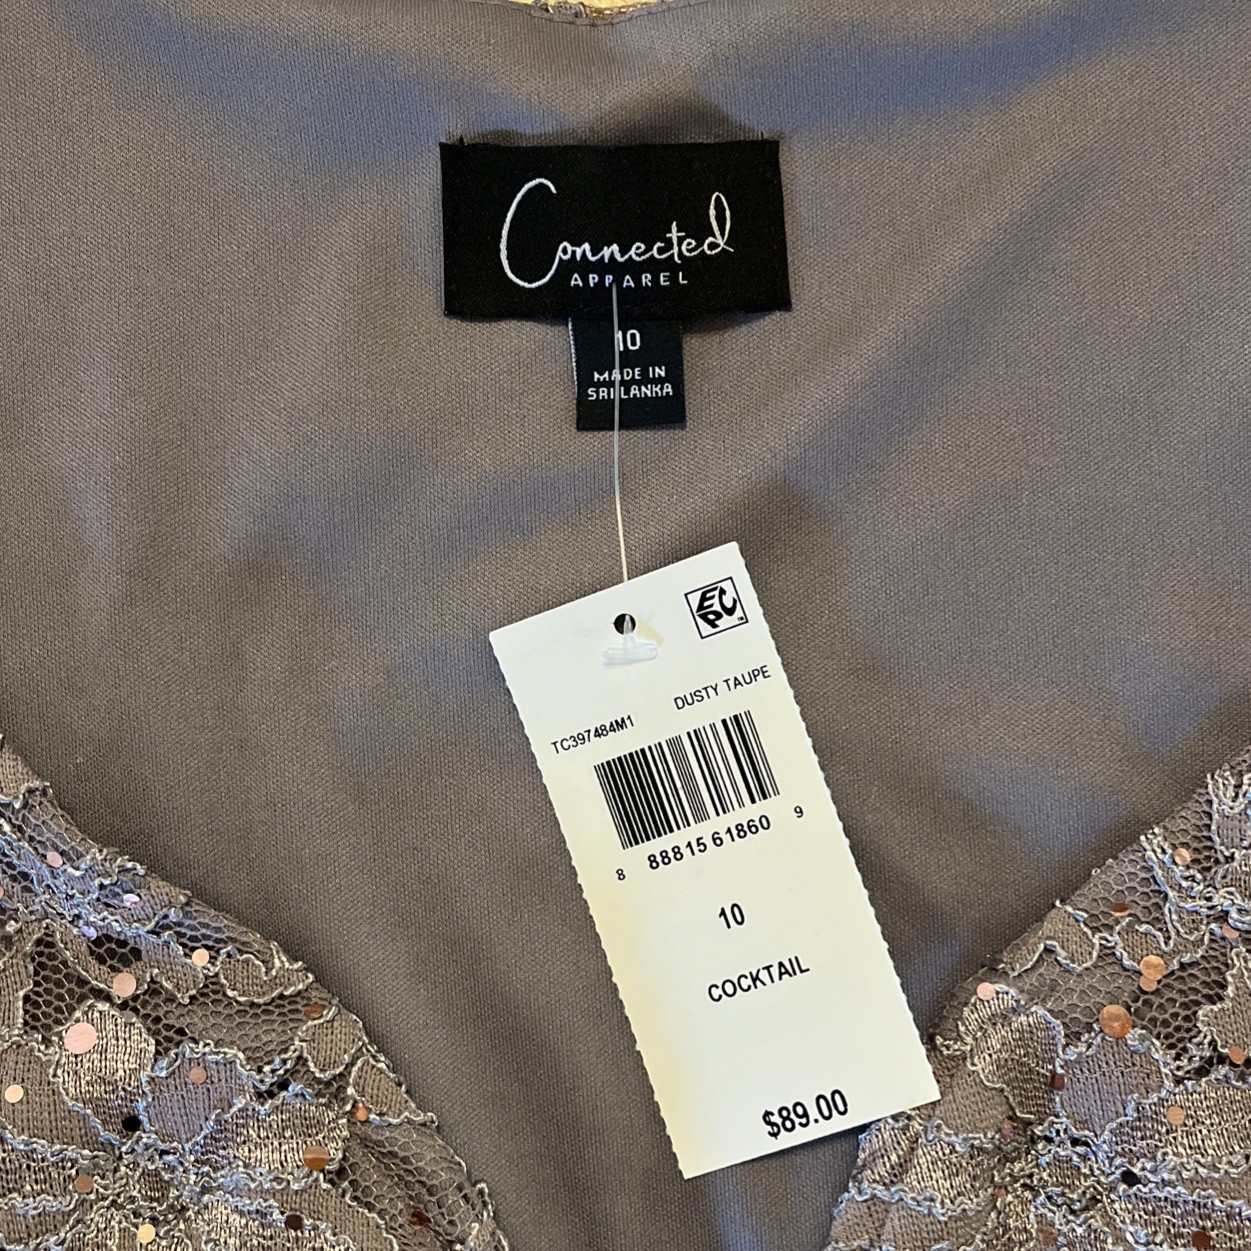 Connected
APPAREL
10
MADE IN
SRI LANKA
EPC
TC397484M1 DUSTY TAUPE
8 88815 61860 9
10
COCKTAIL
$89.00